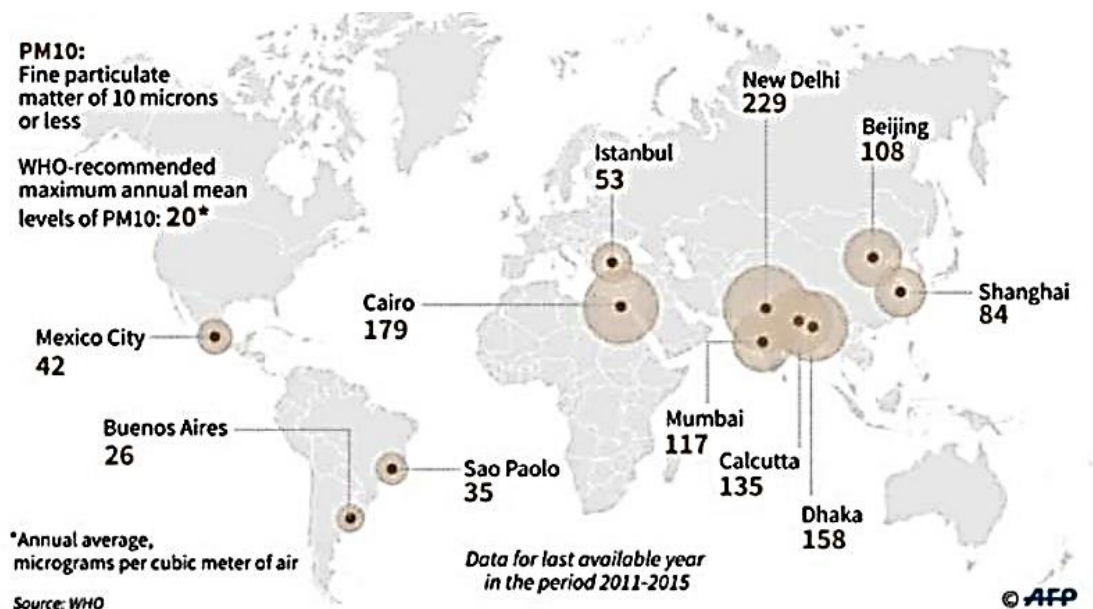 PM10:
Fine particulate
matter of 10 microns
or less
WHO-recommended
maximum annual mean
levels of PM10: 20*
New Delhi
229
Beijing
108
Istanbul
53
Cairo
179
Shanghai
84
Mexico City
42
Mumbai
117
Buenos Aires
26
Calcutta
135
Sao Paolo
35
Dhaka
158
*Annual average,
micrograms per cubic meter of air
Data for last available year
in the period 2011-2015
Source: WHO
© AFP